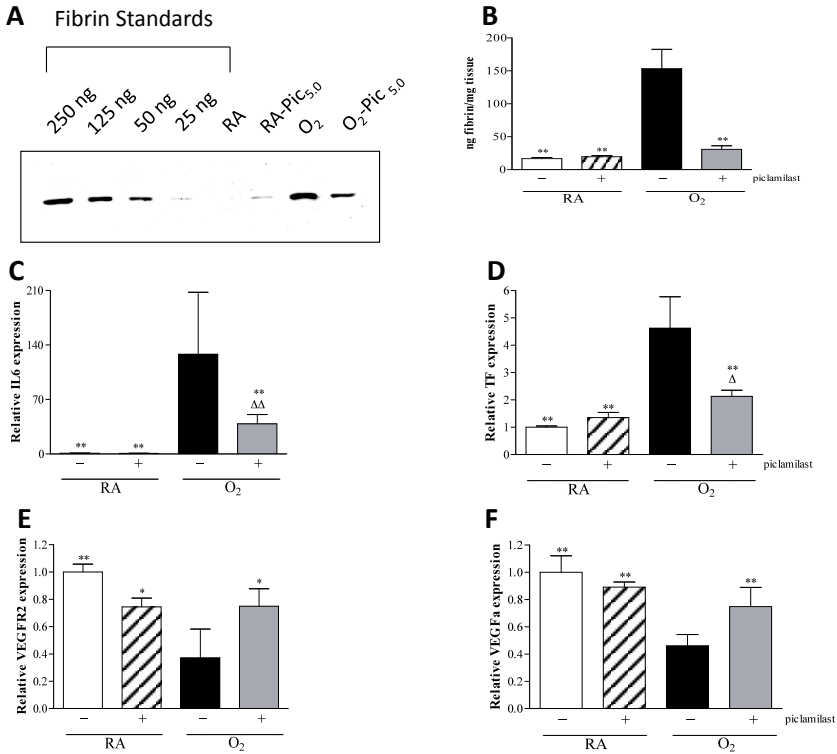 A
Fibrin Standards
250 ng
125 ng
50 ng
25 ng
RA
RA-Pic5.0
O2
O2-Pic 5.0
B
ng fibrin/mg tissue
200
150
100
50
0
**
**
**
− + − + piclamilast
RA O2
C
Relative IL6 expression
210
140
70
0
**
**
**
ΔΔ
− + − +
RA O2
D
Relative TF expression
6
5
4
3
2
1
0
**
**
**
Δ
− + − + piclamilast
RA O2
E
Relative VEGFR2 expression
1.2
1.0
0.8
0.6
0.4
0.2
0.0
**
*
*
− + − +
RA O2
F
Relative VEGFa expression
1.2
1.0
0.8
0.6
0.4
0.2
0.0
**
**
**
− + − + piclamilast
RA O2